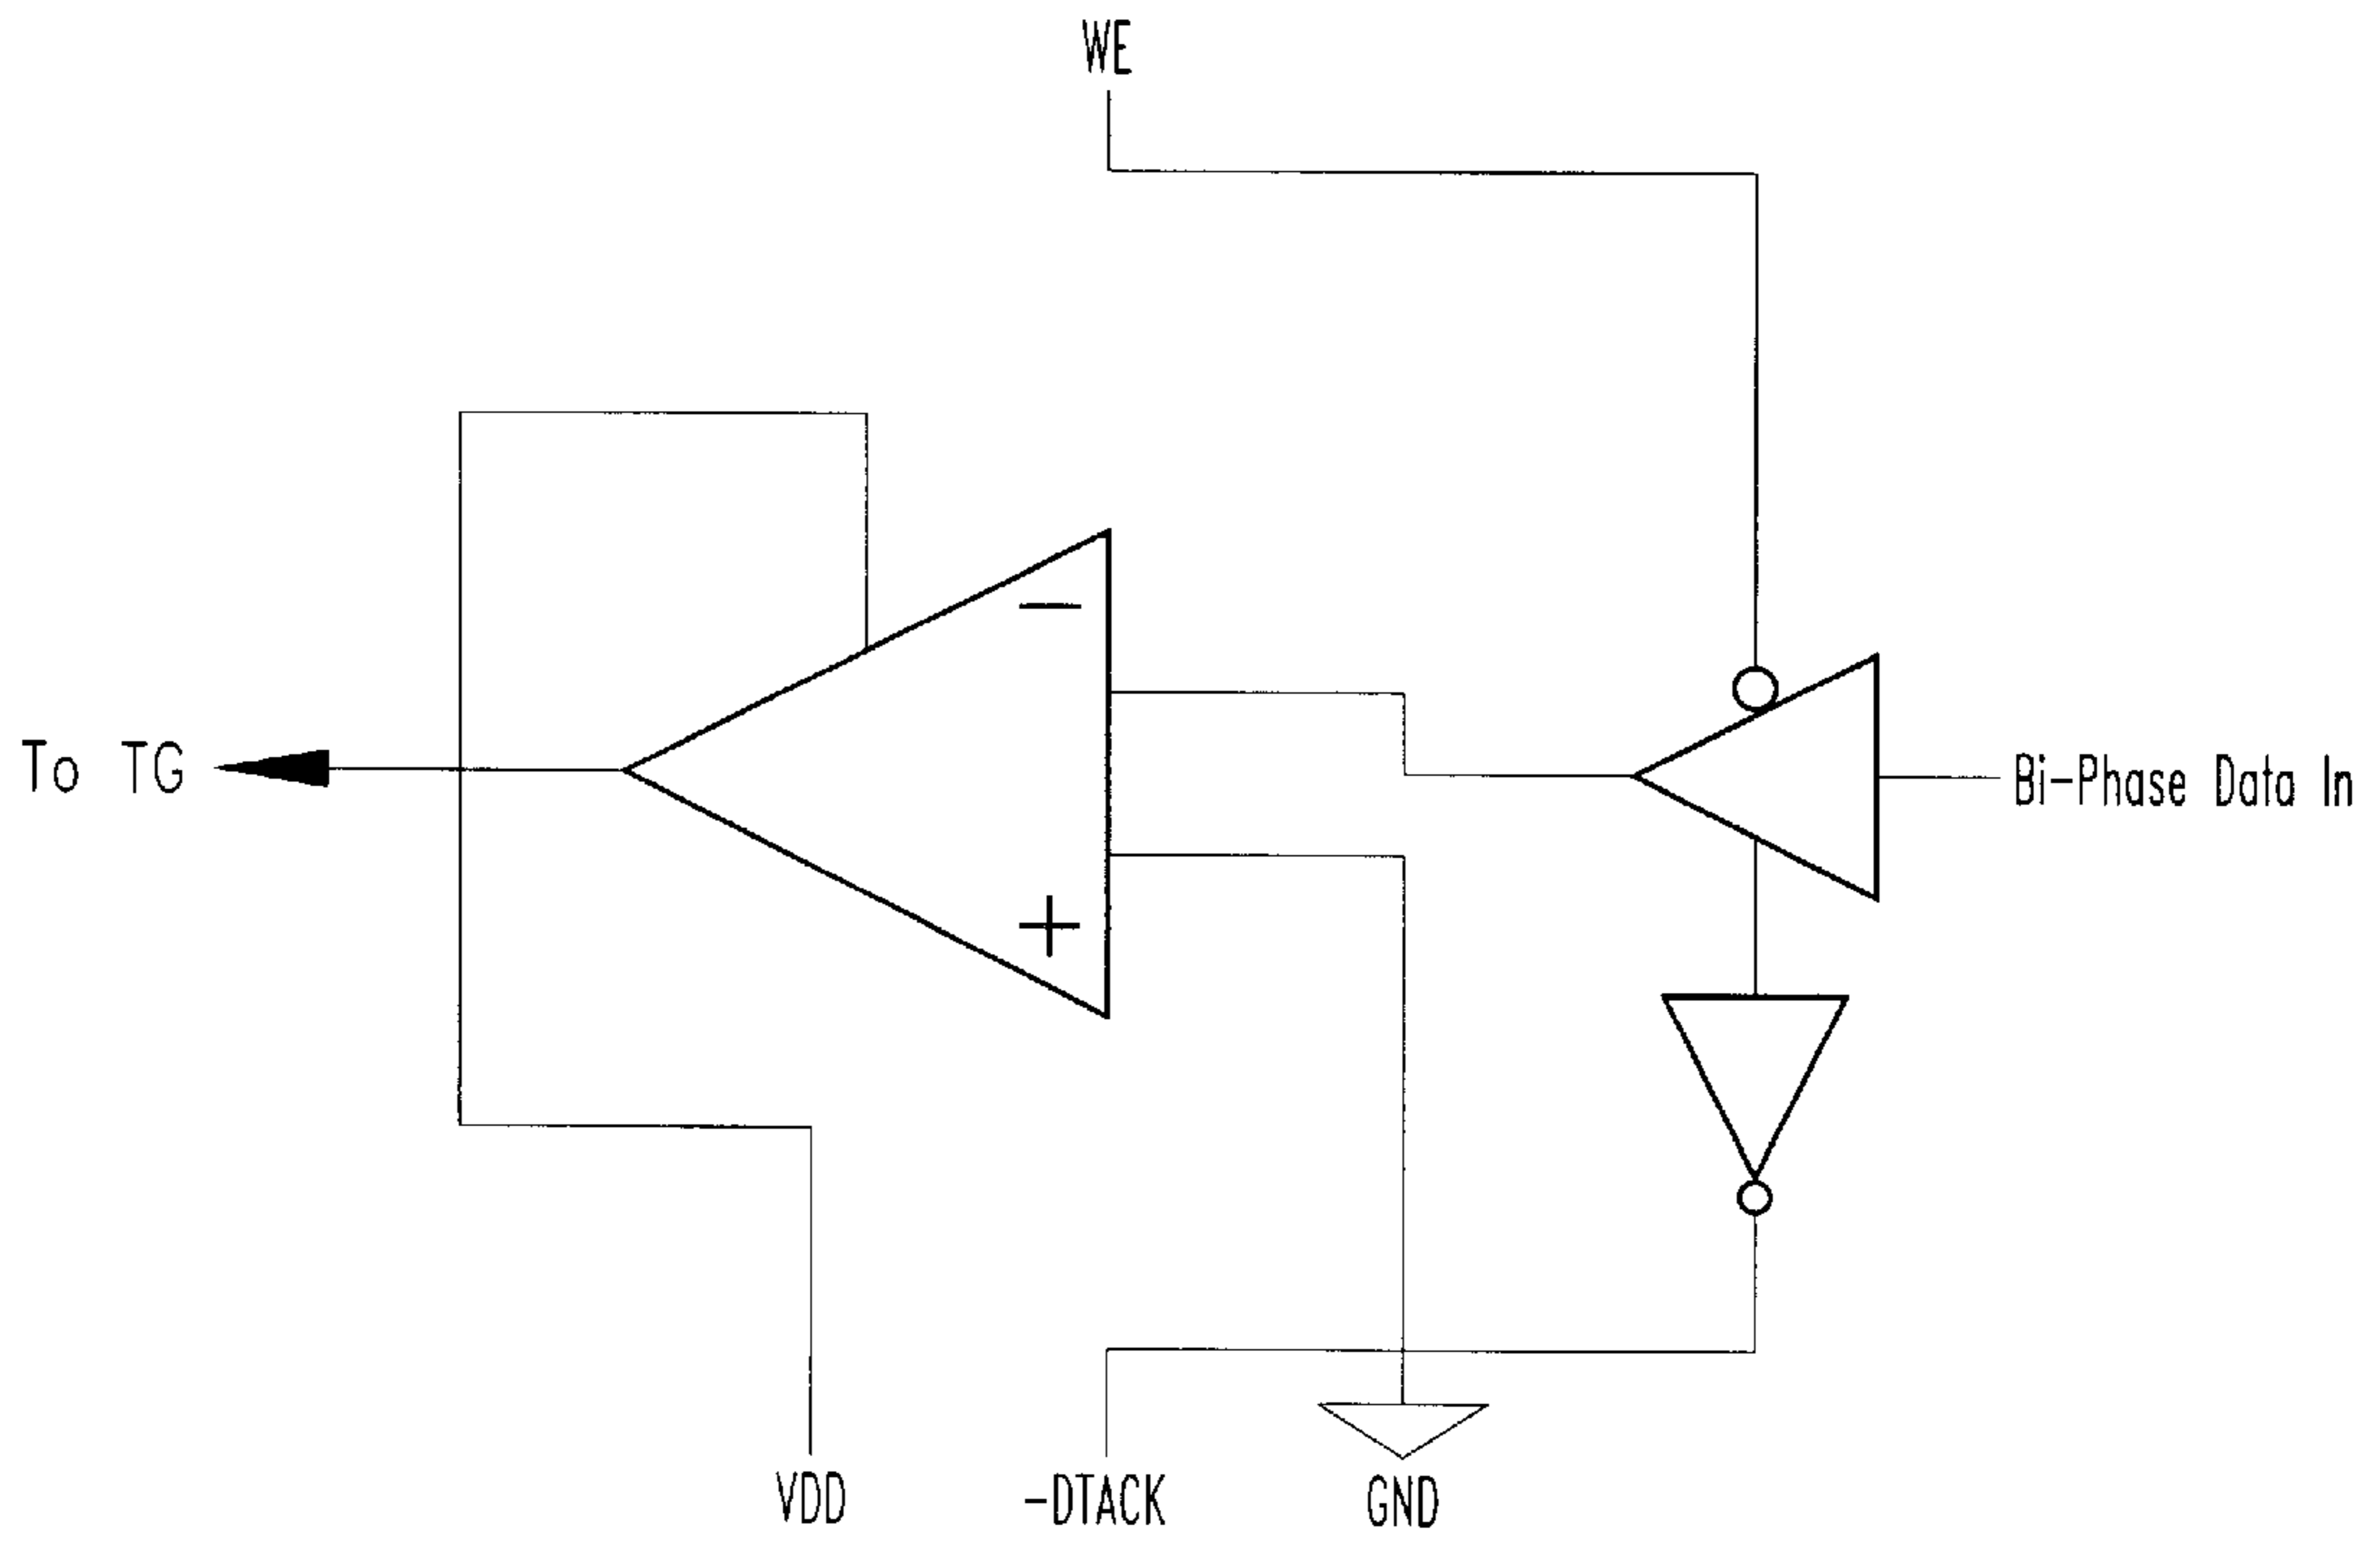 WE
−
To TG
Bi-Phase Data In
+
VDD
-DTACK
GND